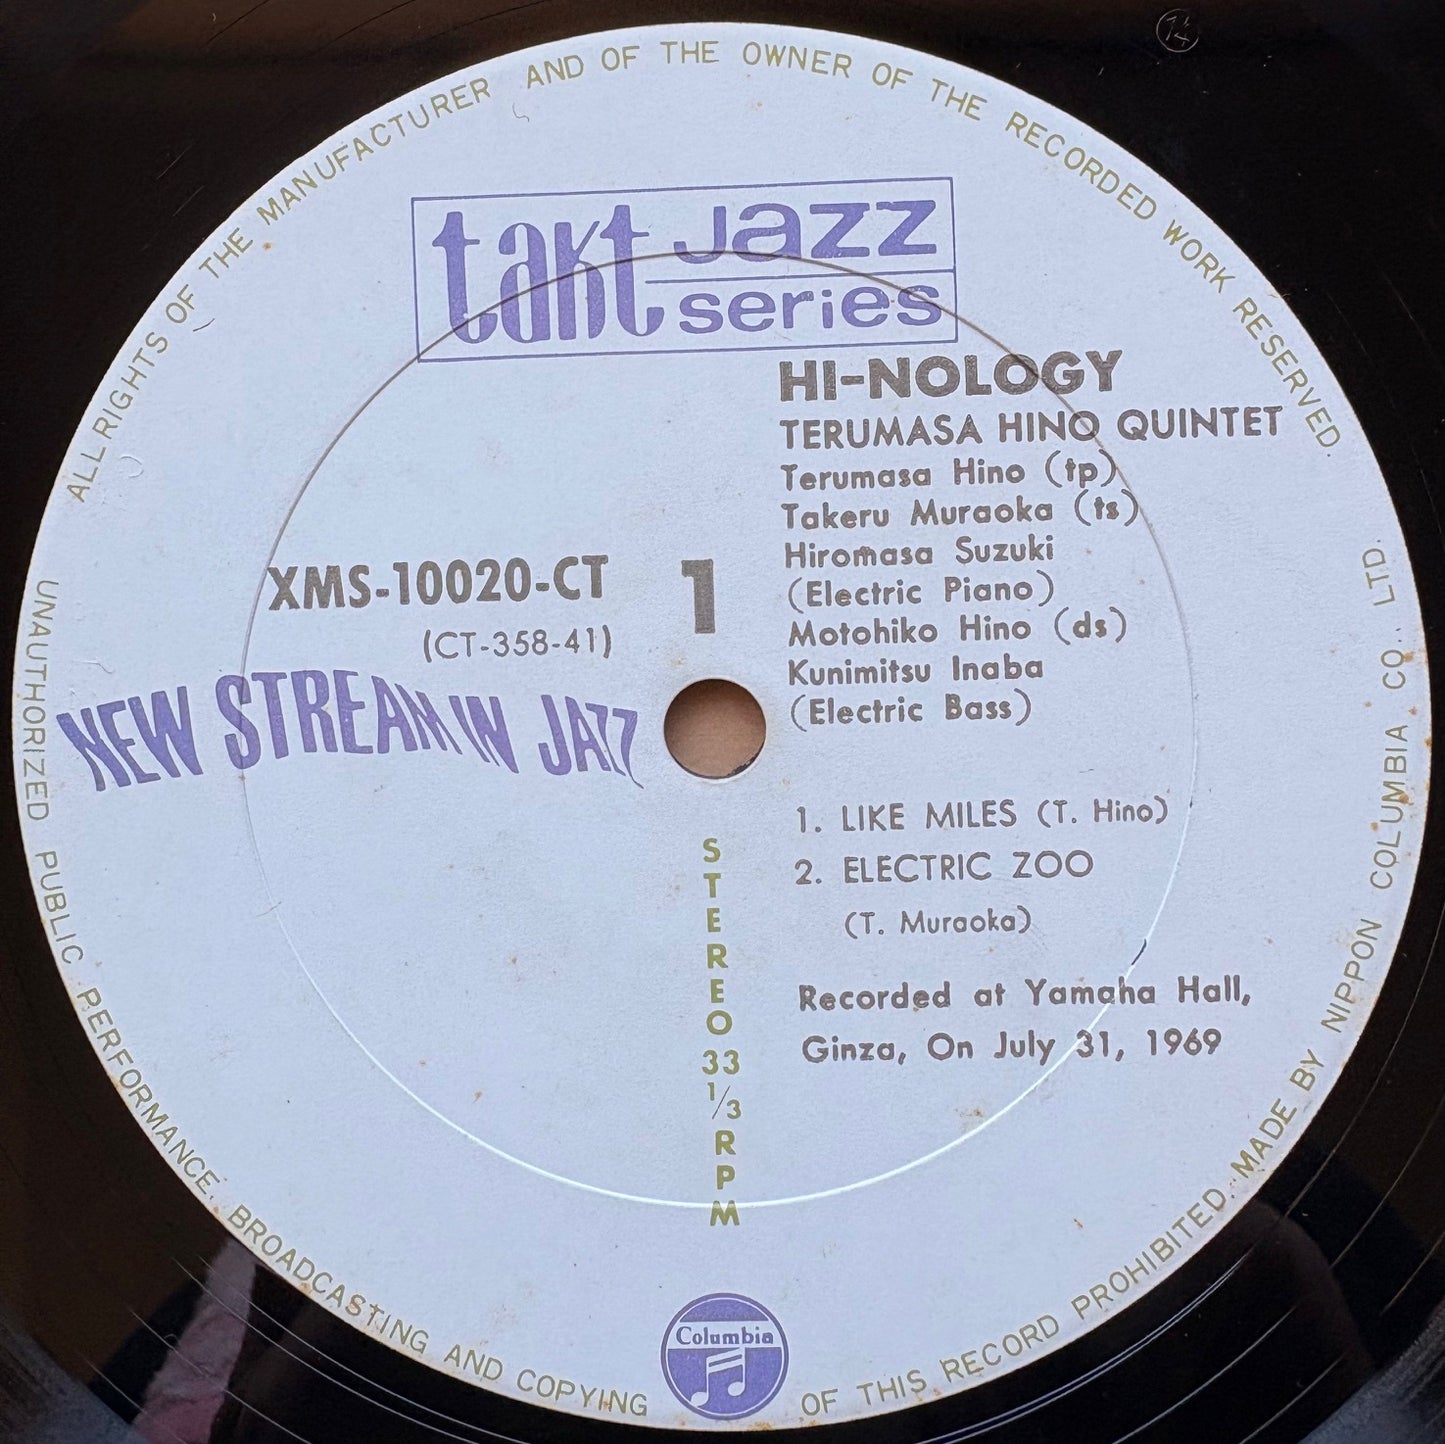 ALL RIGHTS OF THE MANUFACTURER AND OF THE OWNER OF THE RECORDED WORK RESERVED.
takt jazz
series
HI-NOLOGY
TERUMASA HINO QUINTET
Terumasa Hino (tp)
Takeru Muraoka (ts)
Hiromasa Suzuki
(Electric Piano)
Motohiko Hino (ds)
Kunimitsu Inaba
(Electric Bass)
XMS-10020-CT
(CT-358-41)
1
NEW STREAM IN JAZZ
1. LIKE MILES (T. Hino)
2. ELECTRIC ZOO
(T. Muraoka)
Recorded at Yamaha Hall,
Ginza, On July 31, 1969
STEREO 33 1/3 RPM
Columbia
UNAUTHORIZED PUBLIC PERFORMANCE. BROADCASTING AND COPYING OF THIS RECORD PROHIBITED. MADE BY NIPPON COLUMBIA CO., LTD.
14